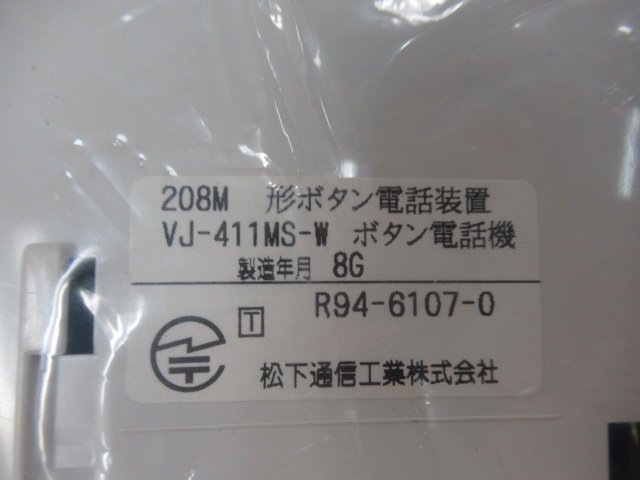 208M 形ボタン電話装置
VJ-411MS-W ボタン電話機
製造年月 8G
T R94-6107-0
松下通信工業株式会社